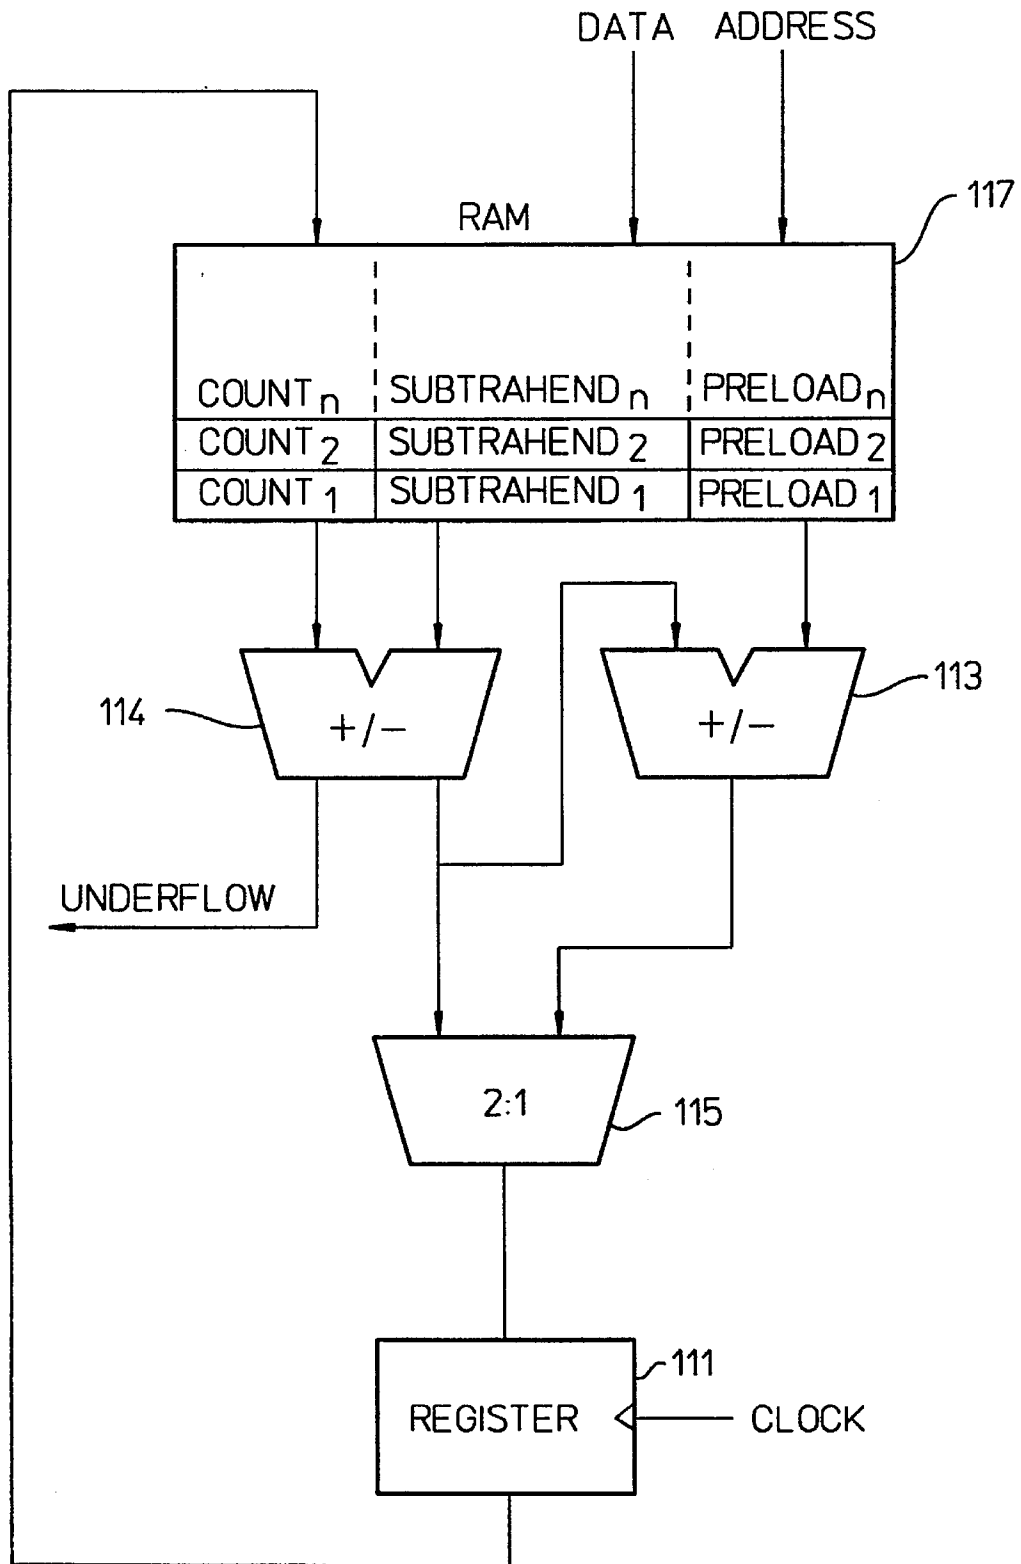 DATA ADDRESS
117
RAM
COUNTn SUBTRAHENDn PRELOADn
COUNT2 SUBTRAHEND2 PRELOAD2
COUNT1 SUBTRAHEND1 PRELOAD1
114 +/- +/- 113
UNDERFLOW
2:1 115
111
REGISTER CLOCK